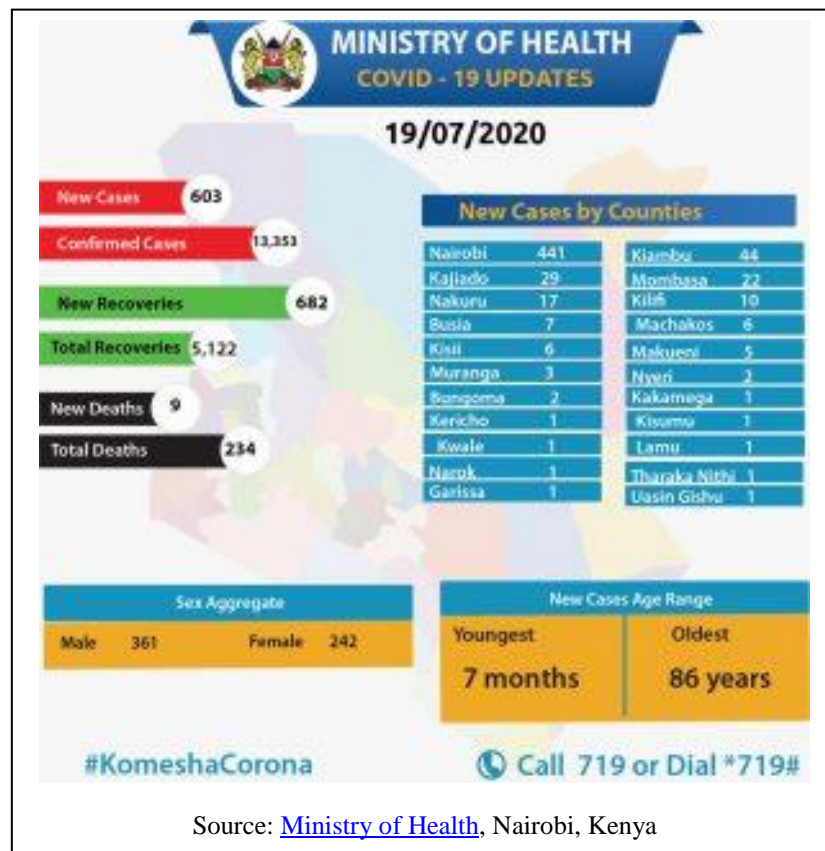 MINISTRY OF HEALTH
COVID - 19 UPDATES
19/07/2020
New Cases 603
Confirmed Cases 13,353
New Recoveries 682
Total Recoveries 5,122
New Deaths 9
Total Deaths 234
New Cases by Counties
Nairobi 441
Kajiado 29
Nakuru 17
Busia 7
Kisii 6
Muranga 3
Bungoma 2
Kericho 1
Kwale 1
Narok 1
Garissa 1
Kiambu 44
Mombasa 22
Kilifi 10
Machakos 6
Makueni 5
Nyeri 2
Kakamega 1
Kisumu 1
Lamu 1
Tharaka Nithi 1
Uasin Gishu 1
Sex Aggregate
Male 361 Female 242
New Cases Age Range
Youngest Oldest
7 months 86 years
#KomeshaCorona
Call 719 or Dial *719#
Source: Ministry of Health, Nairobi, Kenya